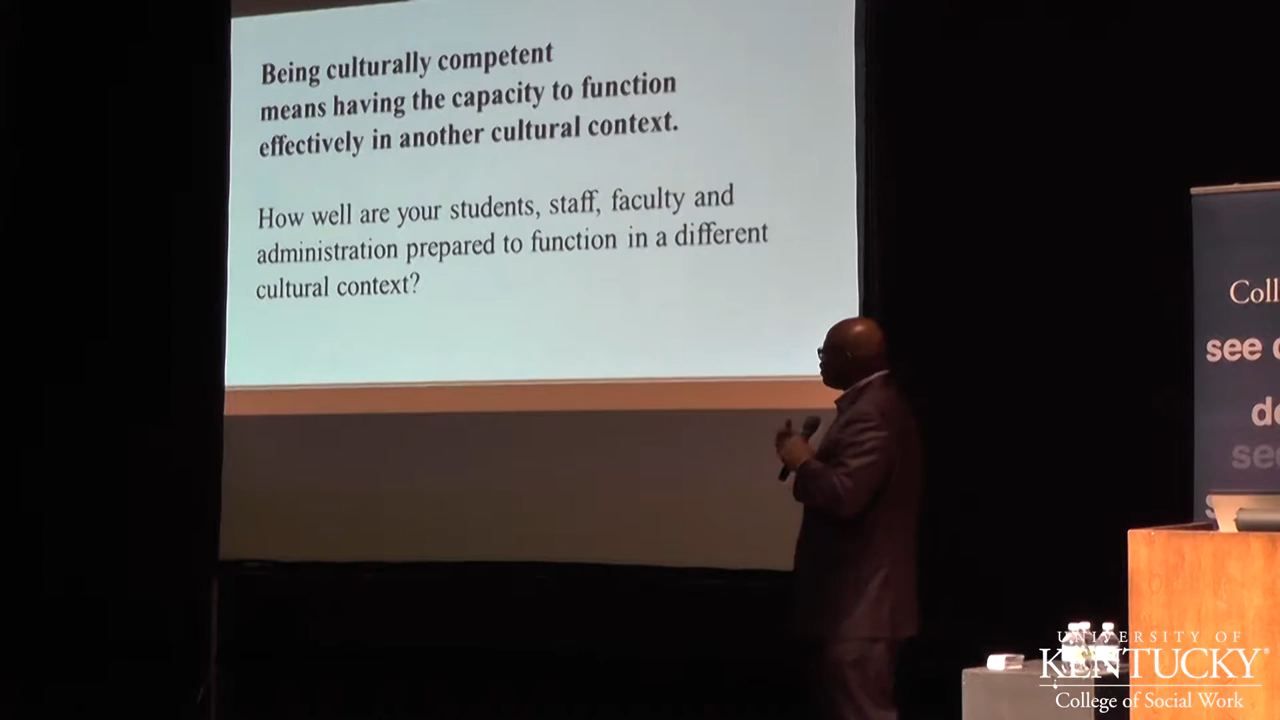 Being culturally competent
means having the capacity to function
effectively in another cultural context.
How well are your students, staff, faculty and
administration prepared to function in a different
cultural context?
Coll
see
UNIVERSITY OF
KENTUCKY®
College of Social Work